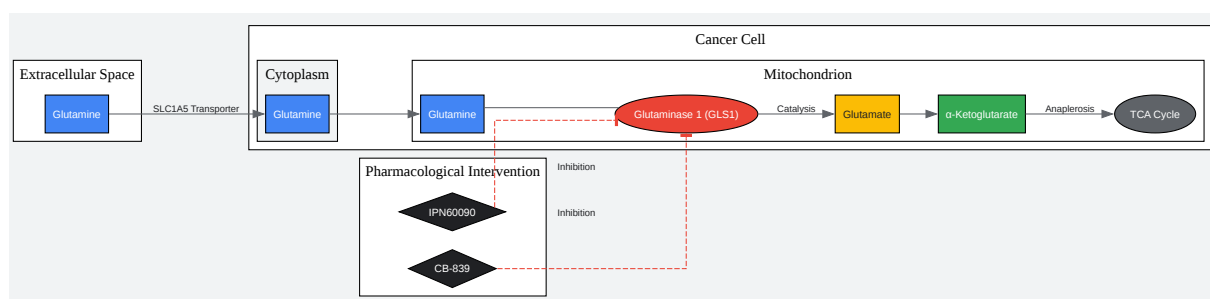 Cancer Cell
Extracellular Space
Cytoplasm
Mitochondrion
Glutamine
SLC1A5 Transporter
Glutamine
Glutamine
Glutaminase 1 (GLS1)
Catalysis
Glutamate
α-Ketoglutarate
Anaplerosis
TCA Cycle
Pharmacological Intervention
Inhibition
IPN60090
Inhibition
CB-839